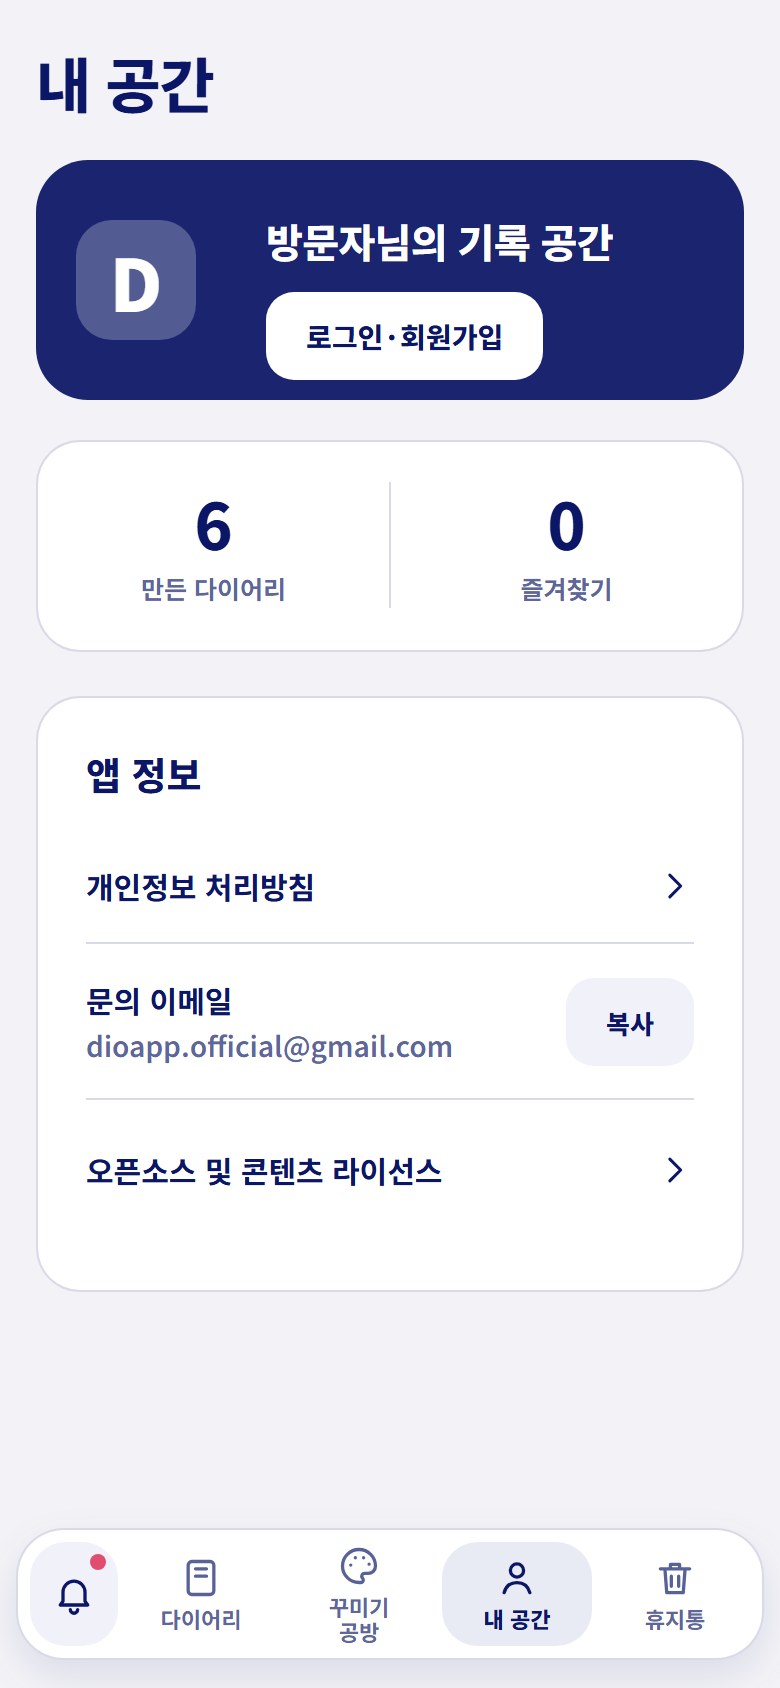 내 공간
D
방문자님의 기록 공간
로그인·회원가입
6
만든 다이어리
0
즐겨찾기
앱 정보
개인정보 처리방침
문의 이메일
dioapp.official@gmail.com
복사
오픈소스 및 콘텐츠 라이선스
다이어리
꾸미기
공방
내 공간
휴지통